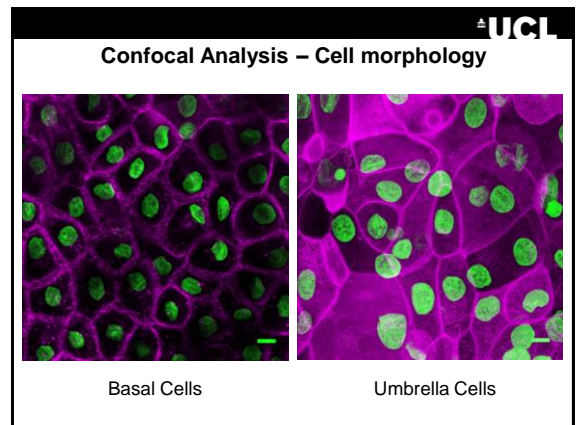 UCL
Confocal Analysis – Cell morphology
Basal Cells
Umbrella Cells